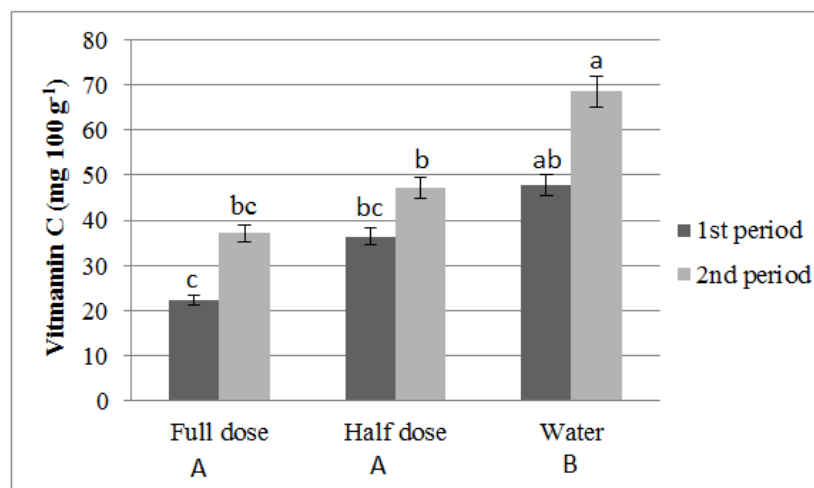 Vitmamin C (mg 100 g-1)
80
70
60
50
40
30
20
10
0
c
bc
bc
b
ab
a
1st period
2nd period
Full dose
Half dose
Water
A
A
B